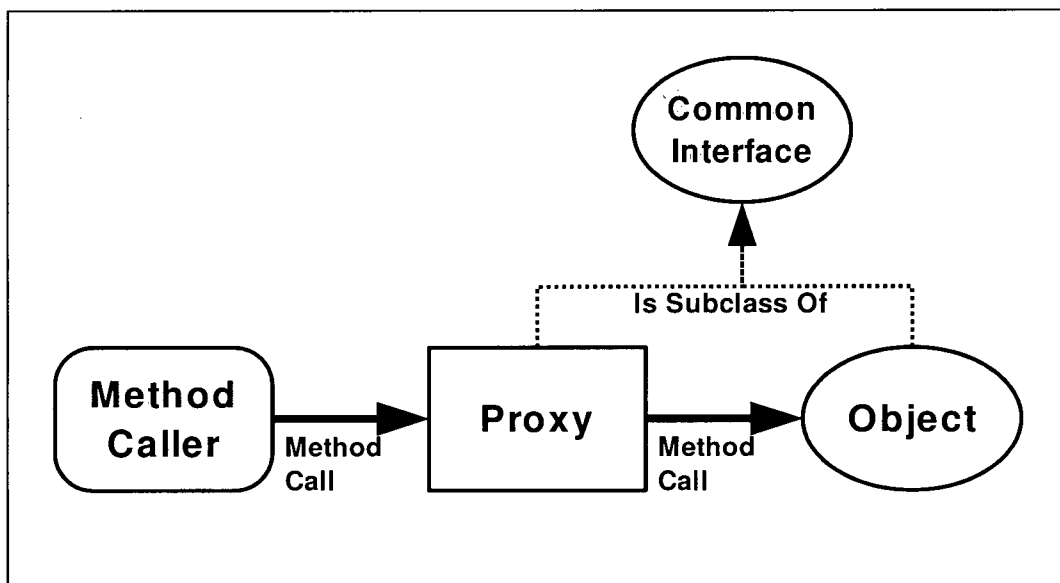 Common
Interface
Is Subclass Of
Method
Caller
Method
Call
Proxy
Method
Call
Object